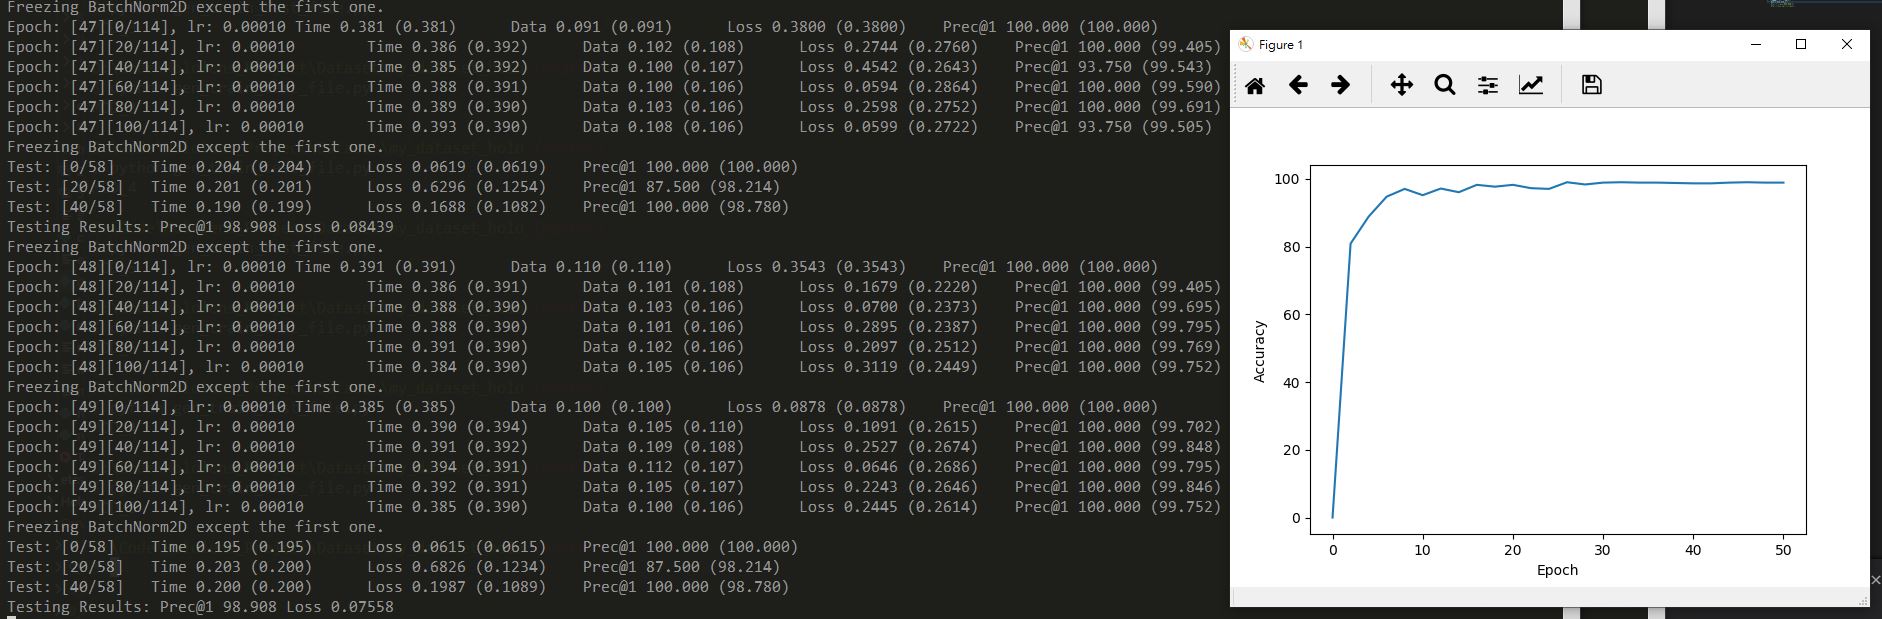 Freezing BatchNorm2D except the first one.
Epoch: [47][0/114], lr: 0.00010 Time 0.381 (0.381) Data 0.091 (0.091) Loss 0.3800 (0.3800) Prec@1 100.000 (100.000)
Epoch: [47][20/114], lr: 0.00010 Time 0.386 (0.392) Data 0.102 (0.108) Loss 0.2744 (0.2760) Prec@1 100.000 (99.405)
Epoch: [47][40/114], lr: 0.00010 Time 0.385 (0.392) Data 0.100 (0.107) Loss 0.4542 (0.2643) Prec@1 93.750 (99.543)
Epoch: [47][60/114], lr: 0.00010 Time 0.388 (0.391) Data 0.100 (0.106) Loss 0.0594 (0.2864) Prec@1 100.000 (99.590)
Epoch: [47][80/114], lr: 0.00010 Time 0.389 (0.390) Data 0.103 (0.106) Loss 0.2598 (0.2752) Prec@1 100.000 (99.691)
Epoch: [47][100/114], lr: 0.00010 Time 0.393 (0.390) Data 0.108 (0.106) Loss 0.0599 (0.2722) Prec@1 93.750 (99.505)
Freezing BatchNorm2D except the first one.
Test: [0/58] Time 0.204 (0.204) Loss 0.0619 (0.0619) Prec@1 100.000 (100.000)
Test: [20/58] Time 0.201 (0.201) Loss 0.6296 (0.1254) Prec@1 87.500 (98.214)
Test: [40/58] Time 0.190 (0.199) Loss 0.1688 (0.1082) Prec@1 100.000 (98.780)
Testing Results: Prec@1 98.908 Loss 0.08439
Freezing BatchNorm2D except the first one.
Epoch: [48][0/114], lr: 0.00010 Time 0.391 (0.391) Data 0.110 (0.110) Loss 0.3543 (0.3543) Prec@1 100.000 (100.000)
Epoch: [48][20/114], lr: 0.00010 Time 0.386 (0.391) Data 0.101 (0.108) Loss 0.1679 (0.2220) Prec@1 100.000 (99.405)
Epoch: [48][40/114], lr: 0.00010 Time 0.388 (0.390) Data 0.103 (0.106) Loss 0.0700 (0.2373) Prec@1 100.000 (99.695)
Epoch: [48][60/114], lr: 0.00010 Time 0.388 (0.390) Data 0.101 (0.106) Loss 0.2895 (0.2387) Prec@1 100.000 (99.795)
Epoch: [48][80/114], lr: 0.00010 Time 0.391 (0.390) Data 0.102 (0.106) Loss 0.2097 (0.2512) Prec@1 100.000 (99.769)
Epoch: [48][100/114], lr: 0.00010 Time 0.384 (0.390) Data 0.105 (0.106) Loss 0.3119 (0.2449) Prec@1 100.000 (99.752)
Freezing BatchNorm2D except the first one.
Epoch: [49][0/114], lr: 0.00010 Time 0.385 (0.385) Data 0.100 (0.100) Loss 0.0878 (0.0878) Prec@1 100.000 (100.000)
Epoch: [49][20/114], lr: 0.00010 Time 0.390 (0.394) Data 0.105 (0.110) Loss 0.1091 (0.2615) Prec@1 100.000 (99.702)
Epoch: [49][40/114], lr: 0.00010 Time 0.391 (0.392) Data 0.109 (0.108) Loss 0.2527 (0.2674) Prec@1 100.000 (99.848)
Epoch: [49][60/114], lr: 0.00010 Time 0.394 (0.391) Data 0.112 (0.107) Loss 0.0646 (0.2686) Prec@1 100.000 (99.795)
Epoch: [49][80/114], lr: 0.00010 Time 0.392 (0.391) Data 0.105 (0.107) Loss 0.2243 (0.2646) Prec@1 100.000 (99.846)
Epoch: [49][100/114], lr: 0.00010 Time 0.385 (0.390) Data 0.100 (0.106) Loss 0.2445 (0.2614) Prec@1 100.000 (99.752)
Freezing BatchNorm2D except the first one.
Test: [0/58] Time 0.195 (0.195) Loss 0.0615 (0.0615) Prec@1 100.000 (100.000)
Test: [20/58] Time 0.203 (0.200) Loss 0.6826 (0.1234) Prec@1 87.500 (98.214)
Test: [40/58] Time 0.200 (0.200) Loss 0.1987 (0.1089) Prec@1 100.000 (98.780)
Testing Results: Prec@1 98.908 Loss 0.07558
Figure 1
100
80
60
40
20
0
Accuracy
0 10 20 30 40 50
Epoch